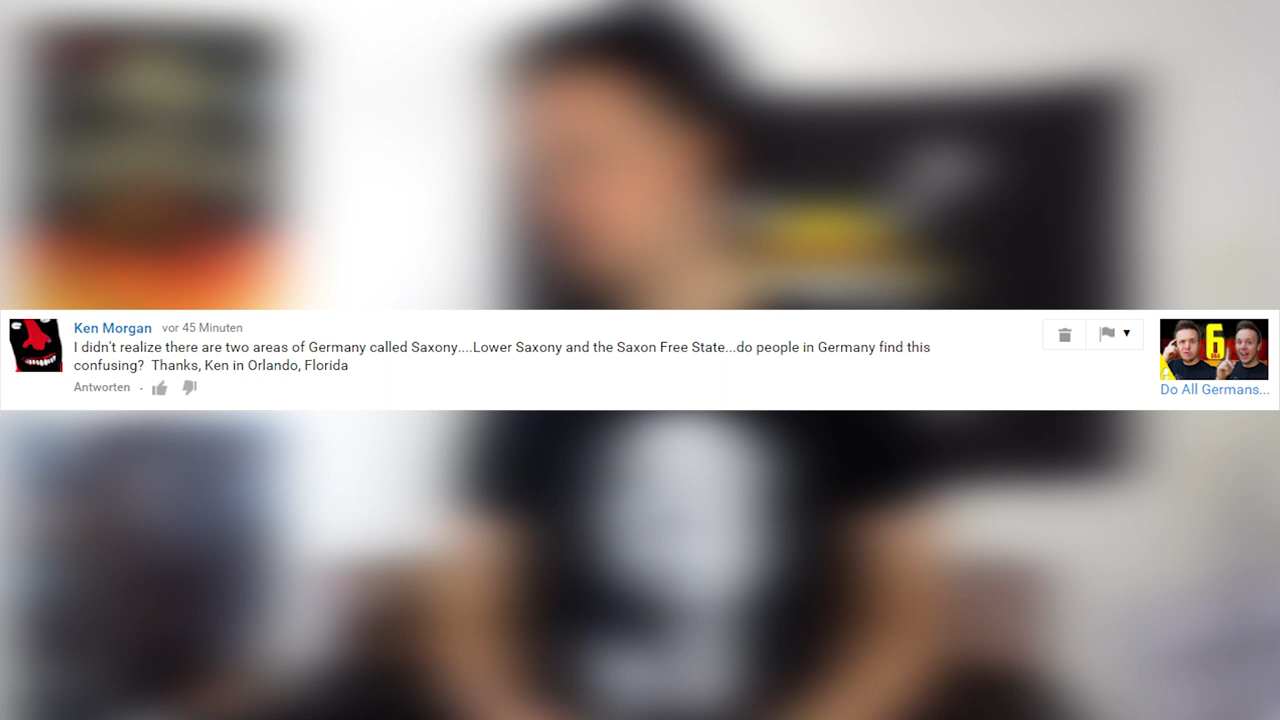 Ken Morgan vor 45 Minuten
I didn't realize there are two areas of Germany called Saxony....Lower Saxony and the Saxon Free State...do people in Germany find this
confusing?  Thanks, Ken in Orlando, Florida
Antworten ·
6
Do All Germans...